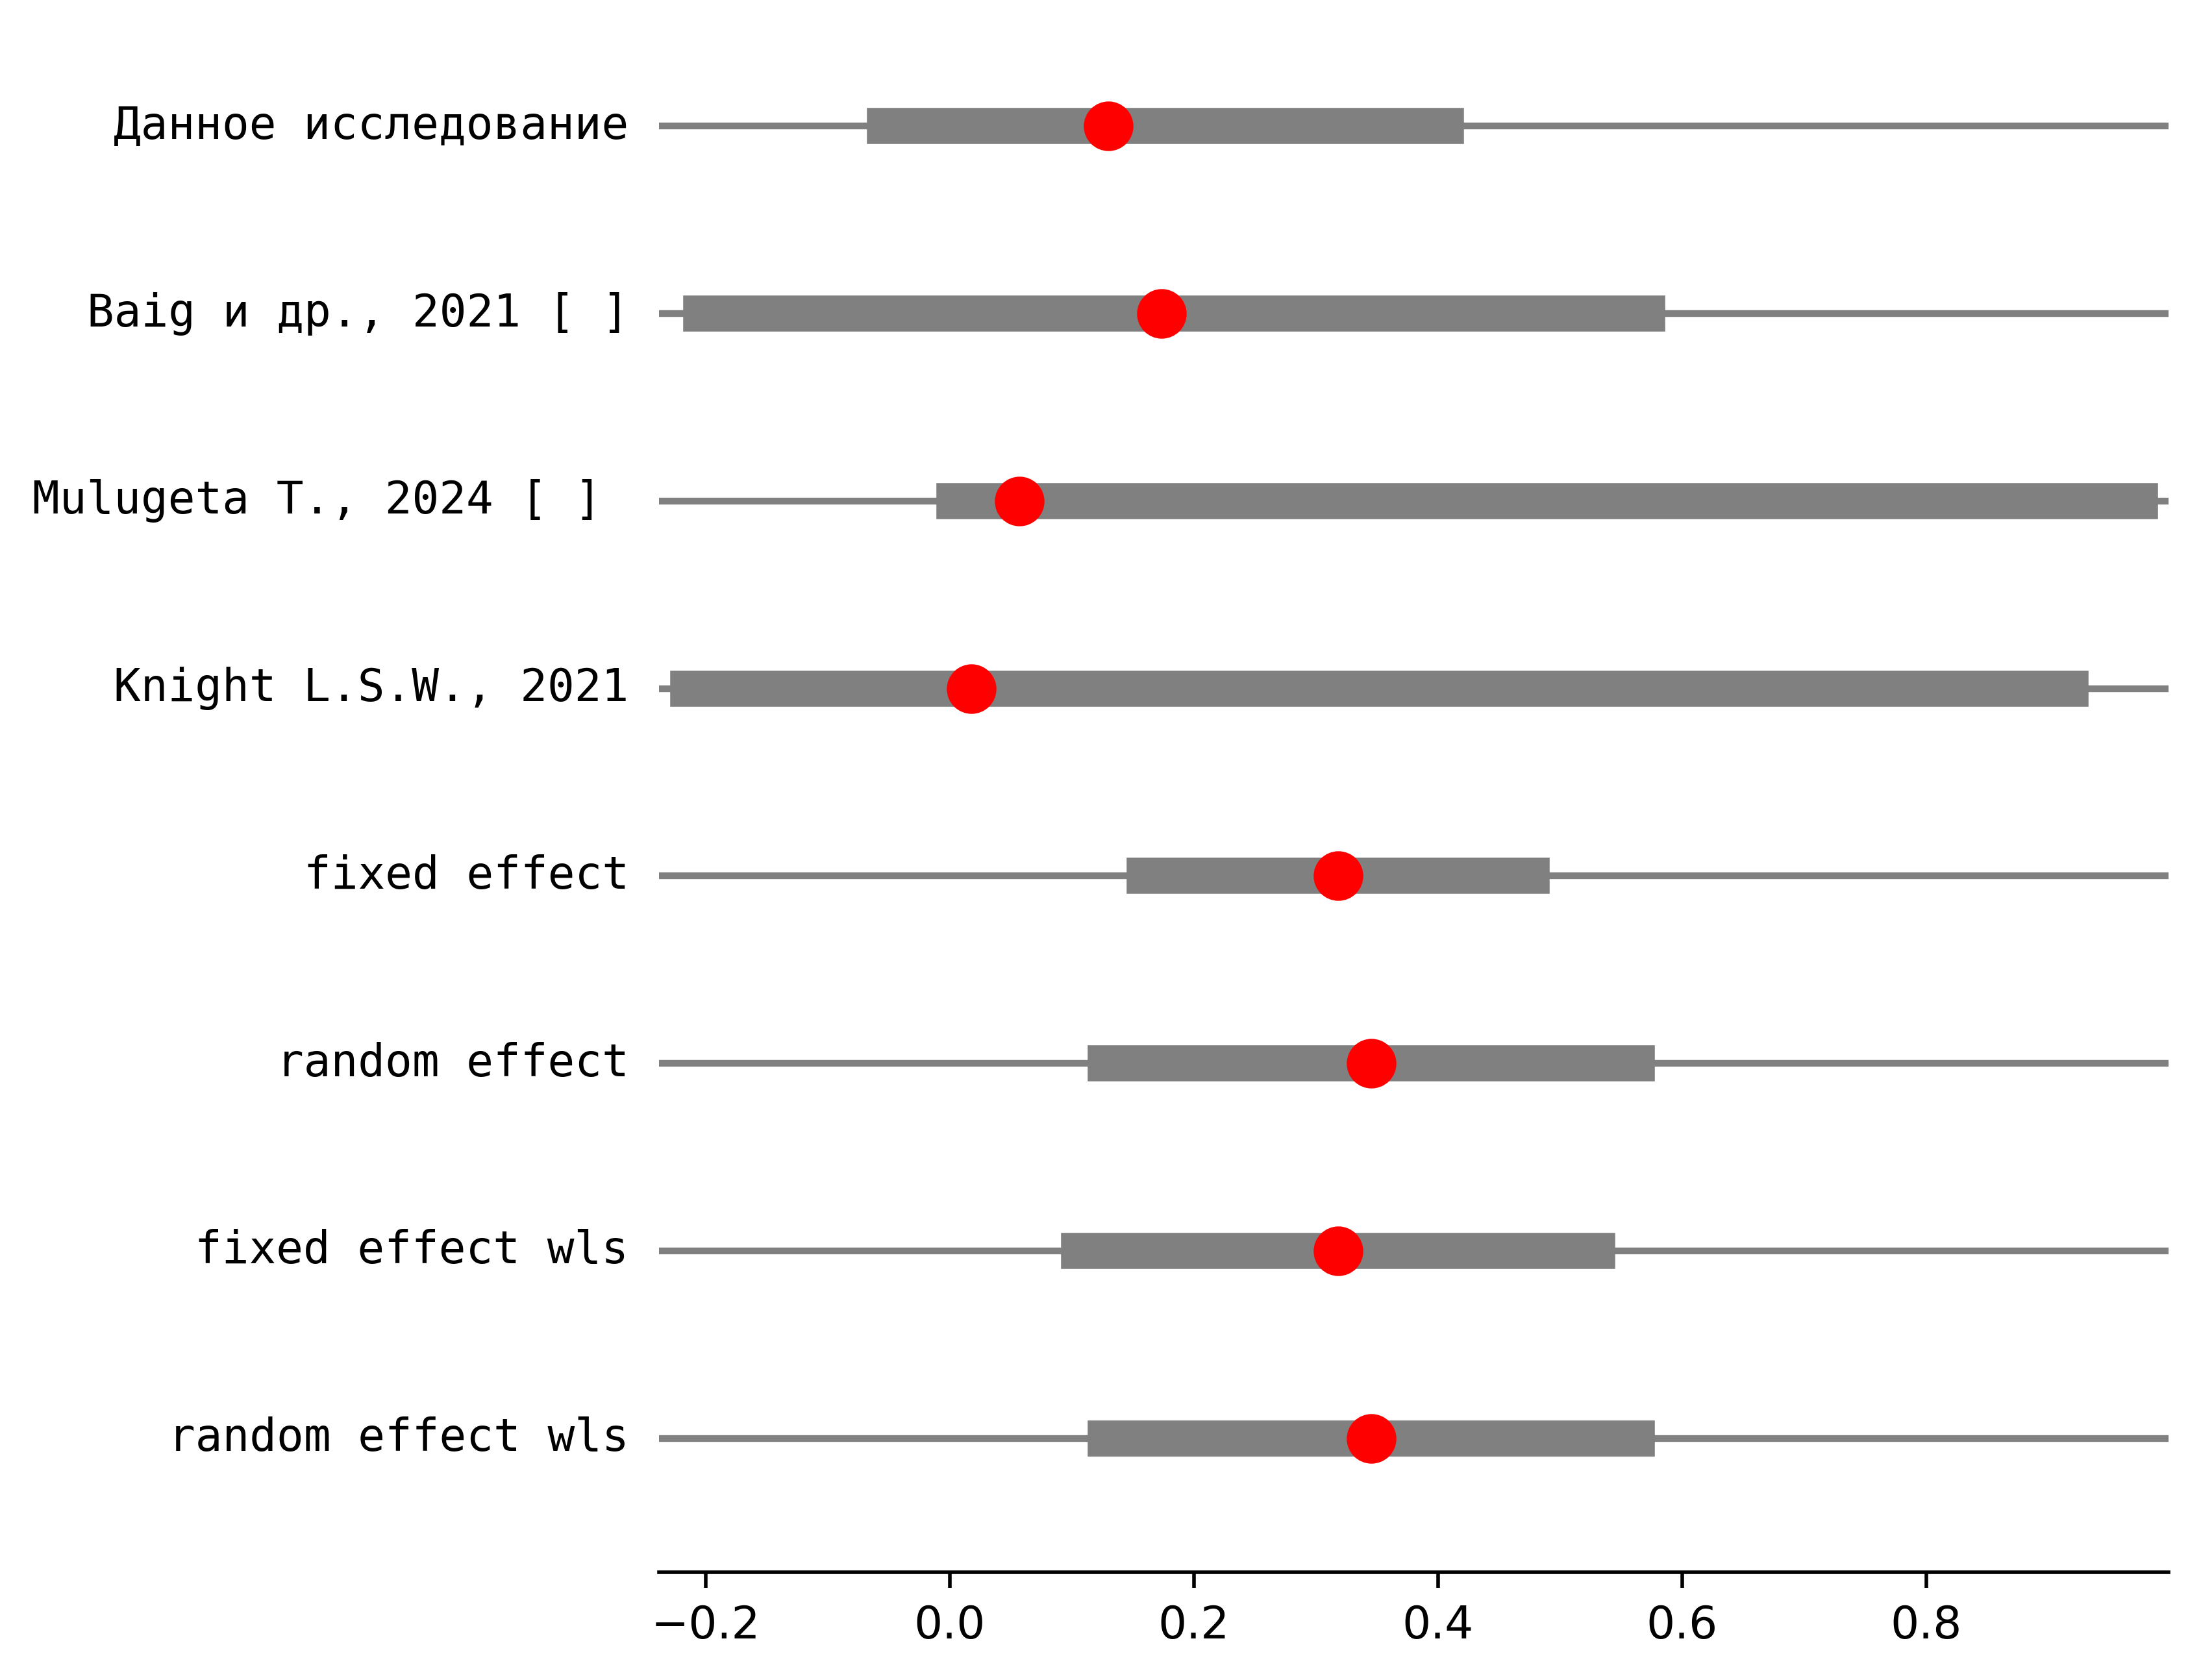 Данное исследование
Baig и др., 2021 [ ]
Mulugeta T., 2024 [ ]
Knight L.S.W., 2021
fixed effect
random effect
fixed effect wls
random effect wls
−0.2 0.0 0.2 0.4 0.6 0.8